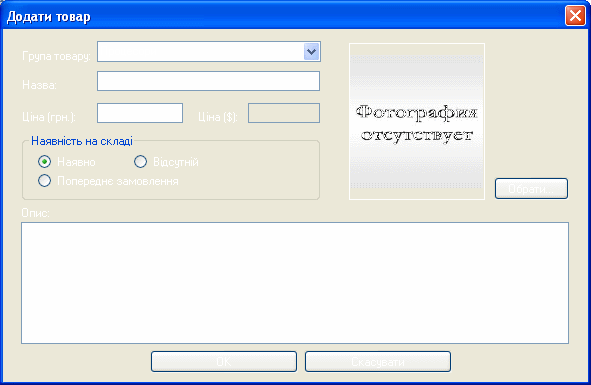 Додати товар
Група товару:
Назва:
Ціна (грн.):
Ціна ($):
Наявність на складі
Наявно
Відсутній
Попереднє замовлення
Фотография
отсутствует
Обрати...
Опис:
OK
Скасувати